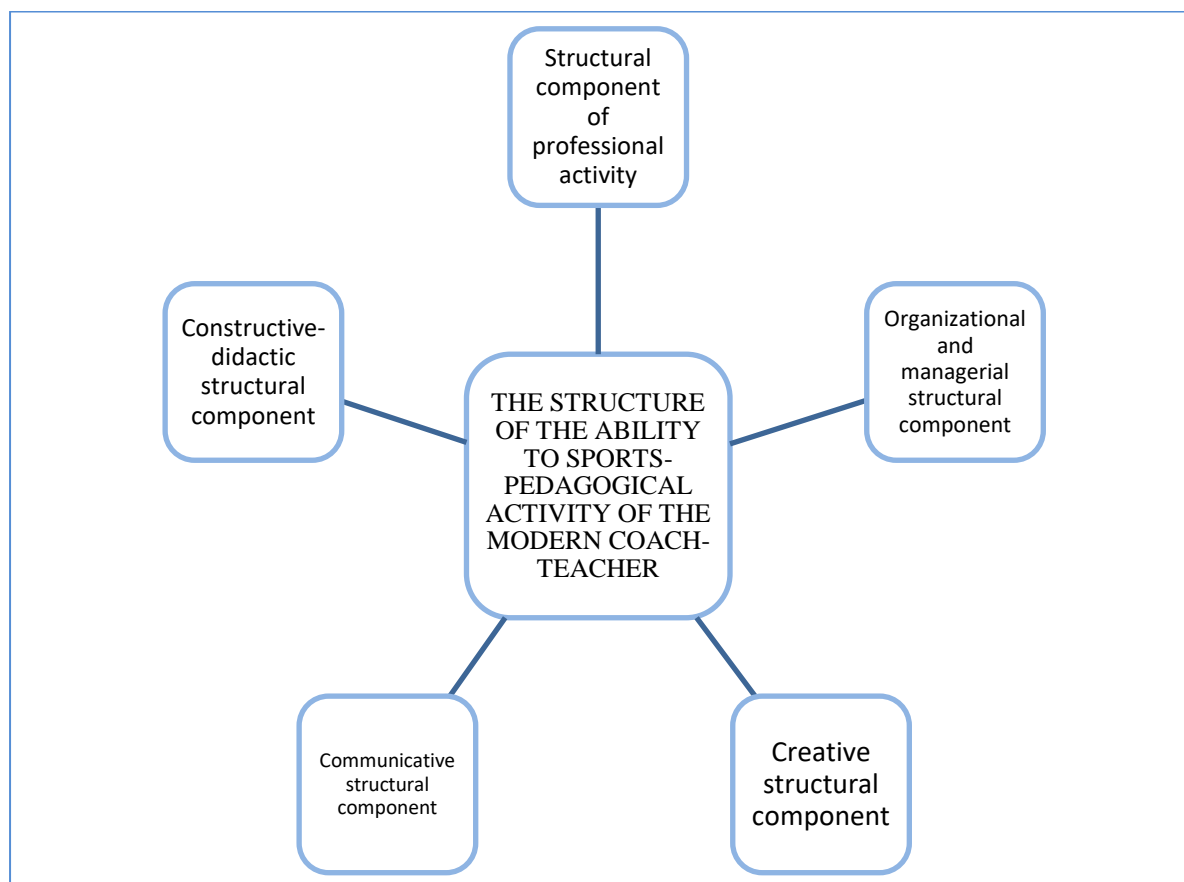 Structural
component
of
professional
activity
Constructive-
didactic
structural
component
Organizational
and
managerial
structural
component
THE STRUCTURE
OF THE ABILITY
TO SPORTS-
PEDAGOGICAL
ACTIVITY OF THE
MODERN COACH-
TEACHER
Communicative
structural
component
Creative
structural
component